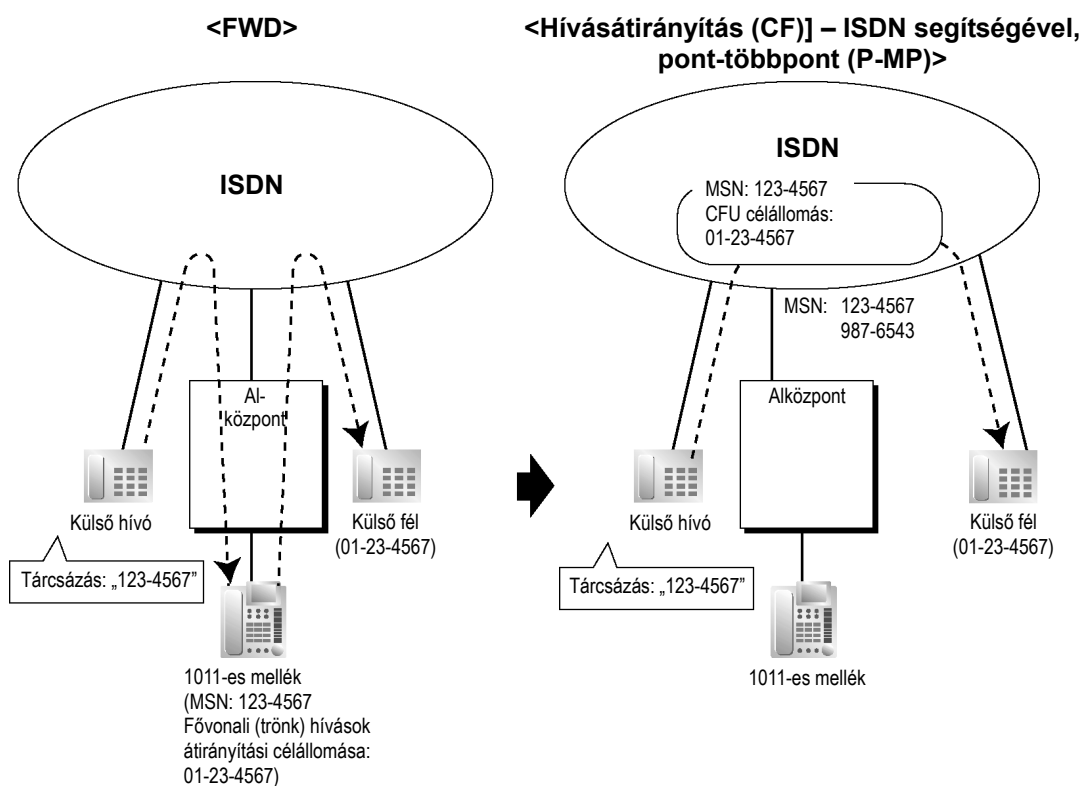 <FWD>
ISDN
Al-
központ
Külső hívó
Külső fél
(01-23-4567)
Tárcsázás: „123-4567”
1011-es mellék
(MSN: 123-4567
Fővonali (trönk) hívások
átirányítási célállomása:
01-23-4567)
<Hívásátirányítás (CF)] – ISDN segítségével,
pont-többpont (P-MP)>
ISDN
MSN: 123-4567
CFU célállomás:
01-23-4567
MSN: 123-4567
987-6543
Alközpont
Külső hívó
Külső fél
(01-23-4567)
Tárcsázás: „123-4567”
1011-es mellék